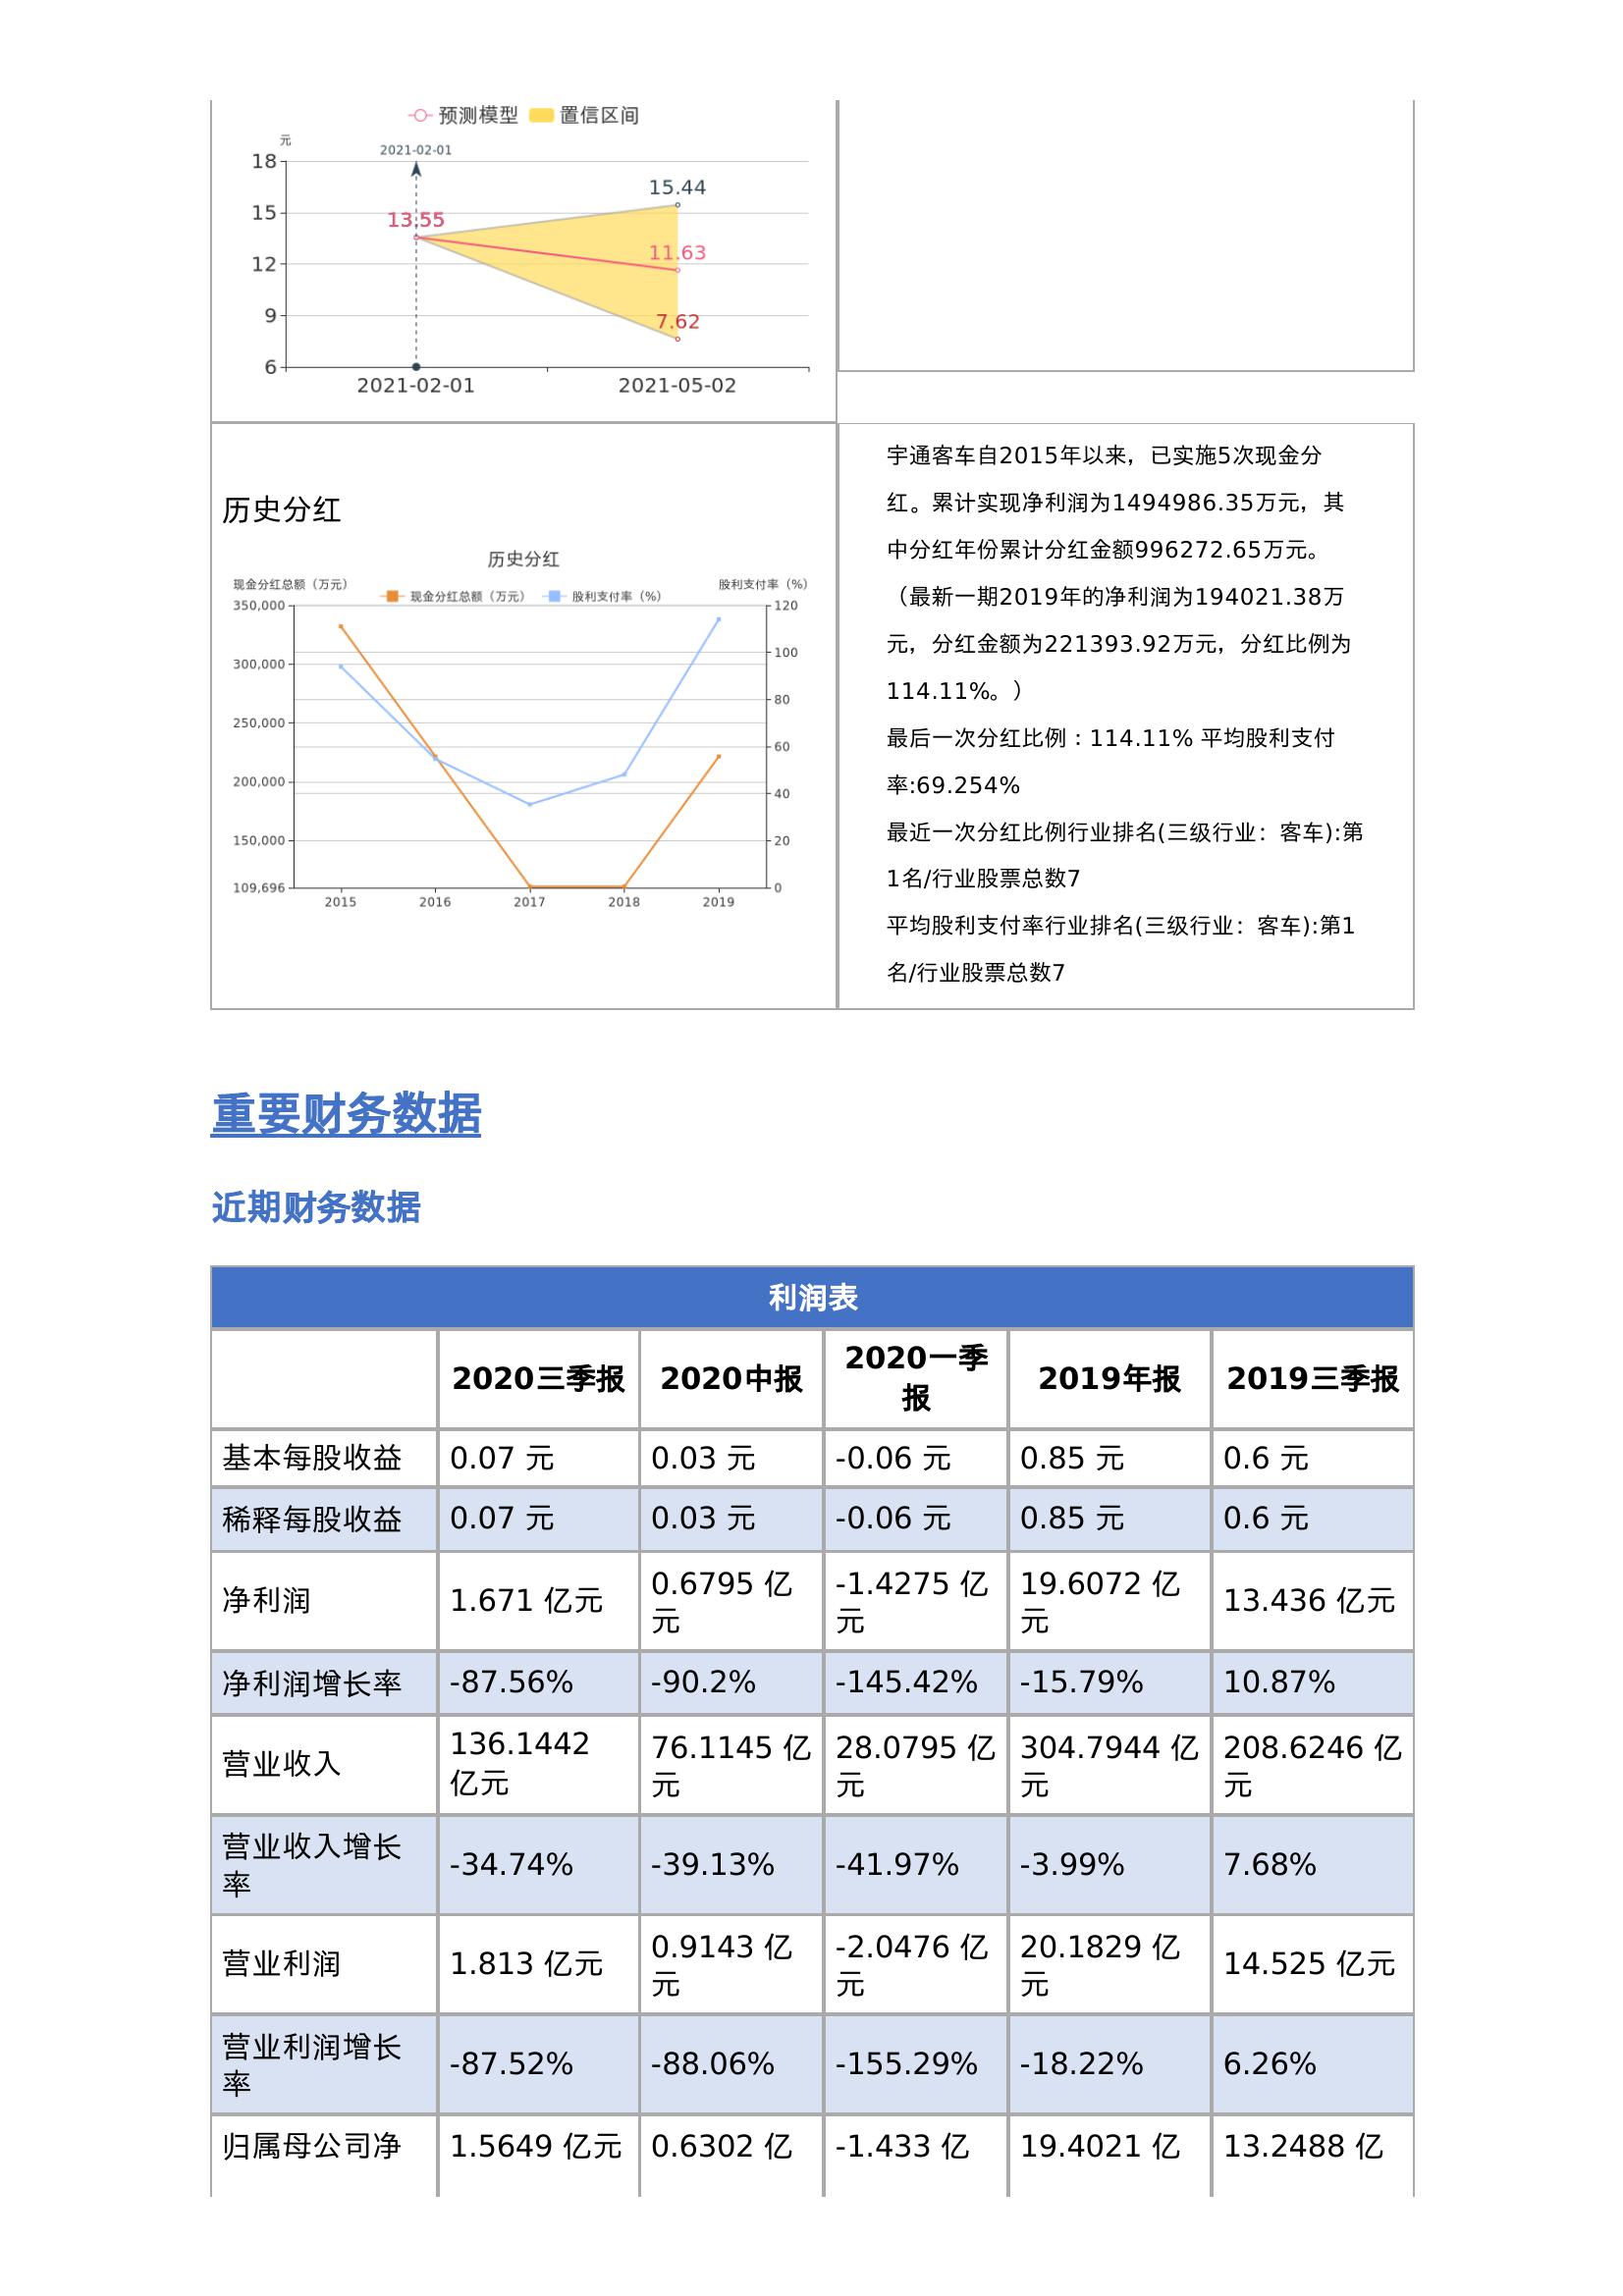 预测模型 置信区间
元
2021-02-01
18
15
12
9
6
13.55
15.44
11.63
7.62
2021-02-01 2021-05-02
历史分红
历史分红
现金分红总额（万元） 股利支付率（%）
现金分红总额（万元） 股利支付率（%）
350,000 120
300,000 100
250,000 80
200,000 60
150,000 40
109,696 20
0
2015 2016 2017 2018 2019
宇通客车自2015年以来，已实施5次现金分
红。累计实现净利润为1494986.35万元，其
中分红年份累计分红金额996272.65万元。
（最新一期2019年的净利润为194021.38万
元，分红金额为221393.92万元，分红比例为
114.11%。）
最后一次分红比例：114.11% 平均股利支付
率:69.254%
最近一次分红比例行业排名(三级行业：客车):第
1名/行业股票总数7
平均股利支付率行业排名(三级行业：客车):第1
名/行业股票总数7
重要财务数据
近期财务数据
利润表
2020三季报 2020中报 2020一季报 2019年报 2019三季报
基本每股收益 0.07 元 0.03 元 -0.06 元 0.85 元 0.6 元
稀释每股收益 0.07 元 0.03 元 -0.06 元 0.85 元 0.6 元
净利润 1.671 亿元 0.6795 亿元 -1.4275 亿元 19.6072 亿元 13.436 亿元
净利润增长率 -87.56% -90.2% -145.42% -15.79% 10.87%
营业收入 136.1442 亿元 76.1145 亿元 28.0795 亿元 304.7944 亿元 208.6246 亿元
营业收入增长率 -34.74% -39.13% -41.97% -3.99% 7.68%
营业利润 1.813 亿元 0.9143 亿元 -2.0476 亿元 20.1829 亿元 14.525 亿元
营业利润增长率 -87.52% -88.06% -155.29% -18.22% 6.26%
归属母公司净 1.5649 亿元 0.6302 亿 -1.433 亿 19.4021 亿 13.2488 亿